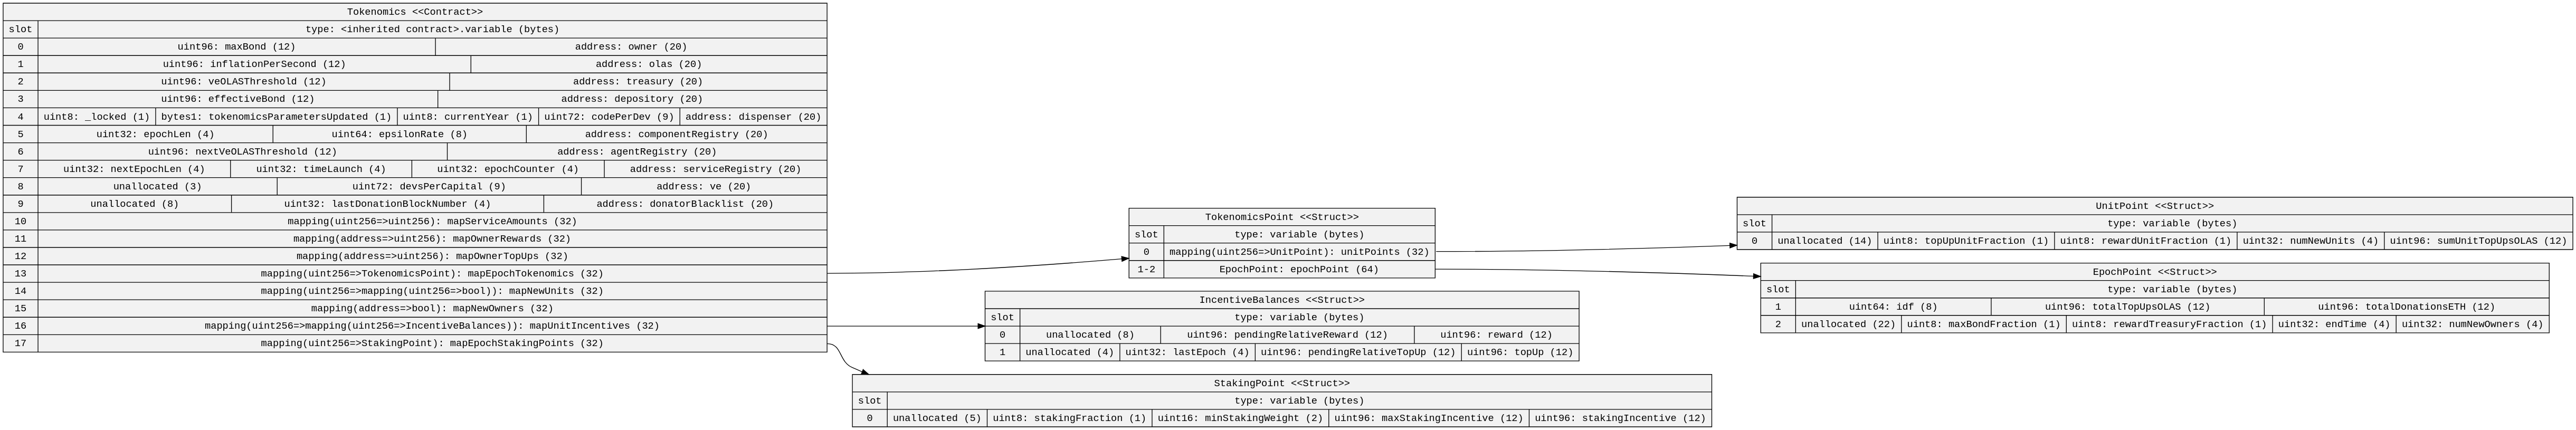 Tokenomics <<Contract>>
slot type: <inherited contract>.variable (bytes)
0 uint96: maxBond (12) address: owner (20)
1 uint96: inflationPerSecond (12) address: olas (20)
2 uint96: veOLASThreshold (12) address: treasury (20)
3 uint96: effectiveBond (12) address: depository (20)
4 uint8: _locked (1) bytes1: tokenomicsParametersUpdated (1) uint8: currentYear (1) uint72: codePerDev (9) address: dispenser (20)
5 uint32: epochLen (4) uint64: epsilonRate (8) address: componentRegistry (20)
6 uint96: nextVeOLASThreshold (12) address: agentRegistry (20)
7 uint32: nextEpochLen (4) uint32: timeLaunch (4) uint32: epochCounter (4) address: serviceRegistry (20)
8 unallocated (3) uint72: devsPerCapital (9) address: ve (20)
9 unallocated (8) uint32: lastDonationBlockNumber (4) address: donatorBlacklist (20)
10 mapping(uint256=>uint256): mapServiceAmounts (32)
11 mapping(address=>uint256): mapOwnerRewards (32)
12 mapping(address=>uint256): mapOwnerTopUps (32)
13 mapping(uint256=>TokenomicsPoint): mapEpochTokenomics (32)
14 mapping(uint256=>mapping(uint256=>bool)): mapNewUnits (32)
15 mapping(address=>bool): mapNewOwners (32)
16 mapping(uint256=>mapping(uint256=>IncentiveBalances)): mapUnitIncentives (32)
17 mapping(uint256=>StakingPoint): mapEpochStakingPoints (32)
TokenomicsPoint <<Struct>>
slot type: variable (bytes)
0 mapping(uint256=>UnitPoint): unitPoints (32)
1-2 EpochPoint: epochPoint (64)
IncentiveBalances <<Struct>>
slot type: variable (bytes)
0 unallocated (8) uint96: pendingRelativeReward (12) uint96: reward (12)
1 unallocated (4) uint32: lastEpoch (4) uint96: pendingRelativeTopUp (12) uint96: topUp (12)
StakingPoint <<Struct>>
slot type: variable (bytes)
0 unallocated (5) uint8: stakingFraction (1) uint16: minStakingWeight (2) uint96: maxStakingIncentive (12) uint96: stakingIncentive (12)
UnitPoint <<Struct>>
slot type: variable (bytes)
0 unallocated (14) uint8: topUpUnitFraction (1) uint8: rewardUnitFraction (1) uint32: numNewUnits (4) uint96: sumUnitTopUpsOLAS (12)
EpochPoint <<Struct>>
slot type: variable (bytes)
1 uint64: idf (8) uint96: totalTopUpsOLAS (12) uint96: totalDonationsETH (12)
2 unallocated (22) uint8: maxBondFraction (1) uint8: rewardTreasuryFraction (1) uint32: endTime (4) uint32: numNewOwners (4)